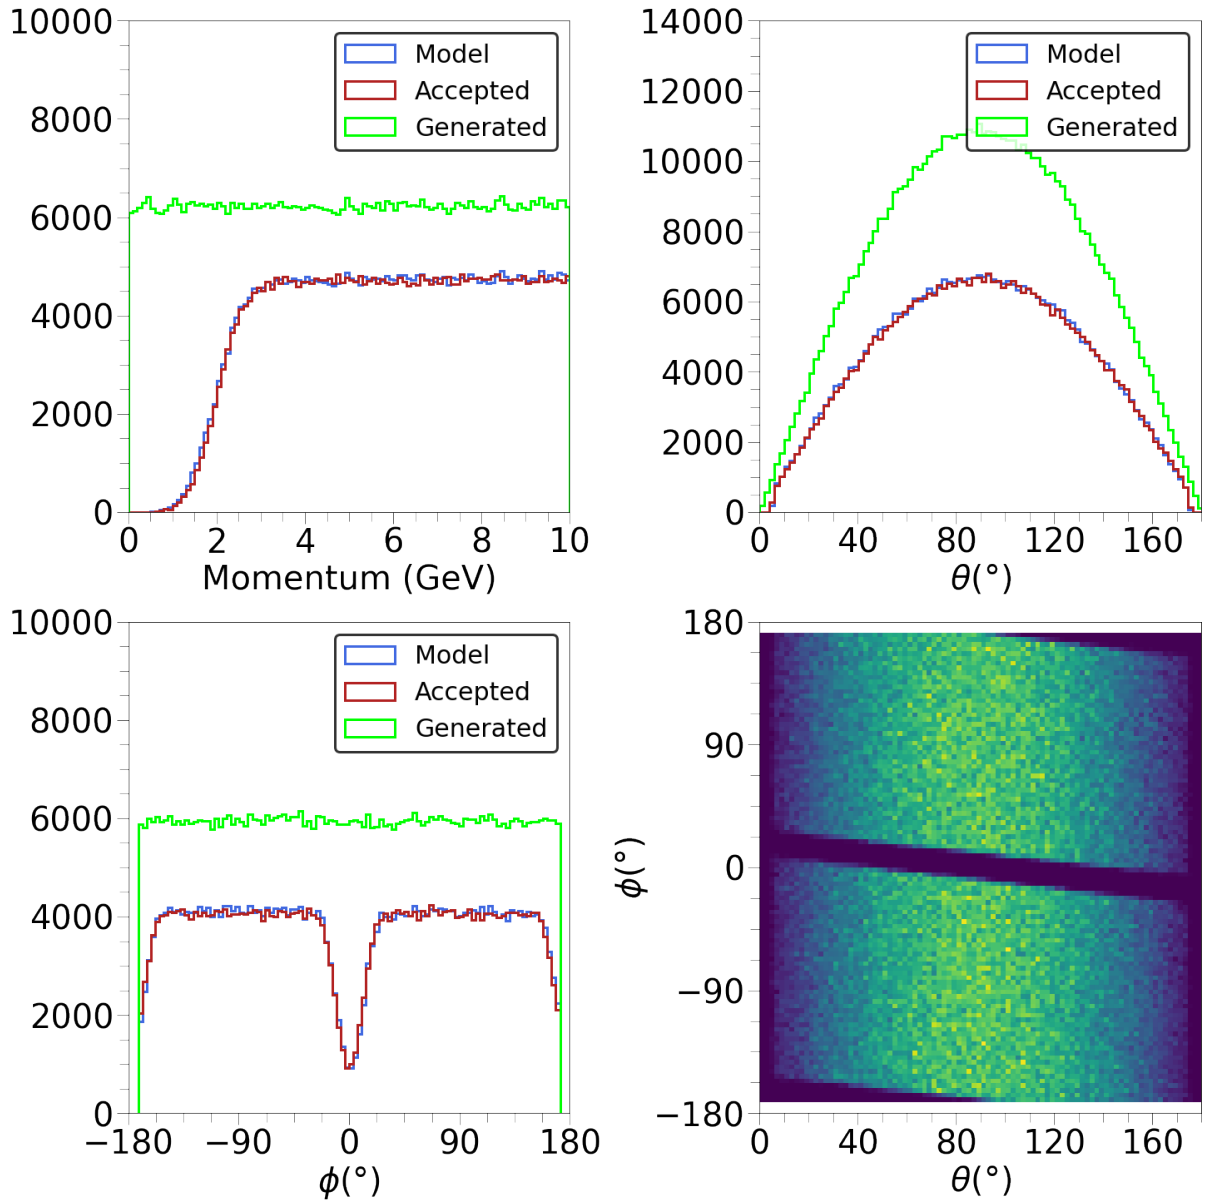 10000
8000
6000
4000
2000
0
0 2 4 6 8 10
Momentum (GeV)
Model
Accepted
Generated
14000
12000
10000
8000
6000
4000
2000
0
0 40 80 120 160
θ(°)
Model
Accepted
Generated
10000
8000
6000
4000
2000
0
−180 −90 0 90 180
ϕ(°)
Model
Accepted
Generated
180
90
0
−90
−180
ϕ(°)
0 40 80 120 160
θ(°)